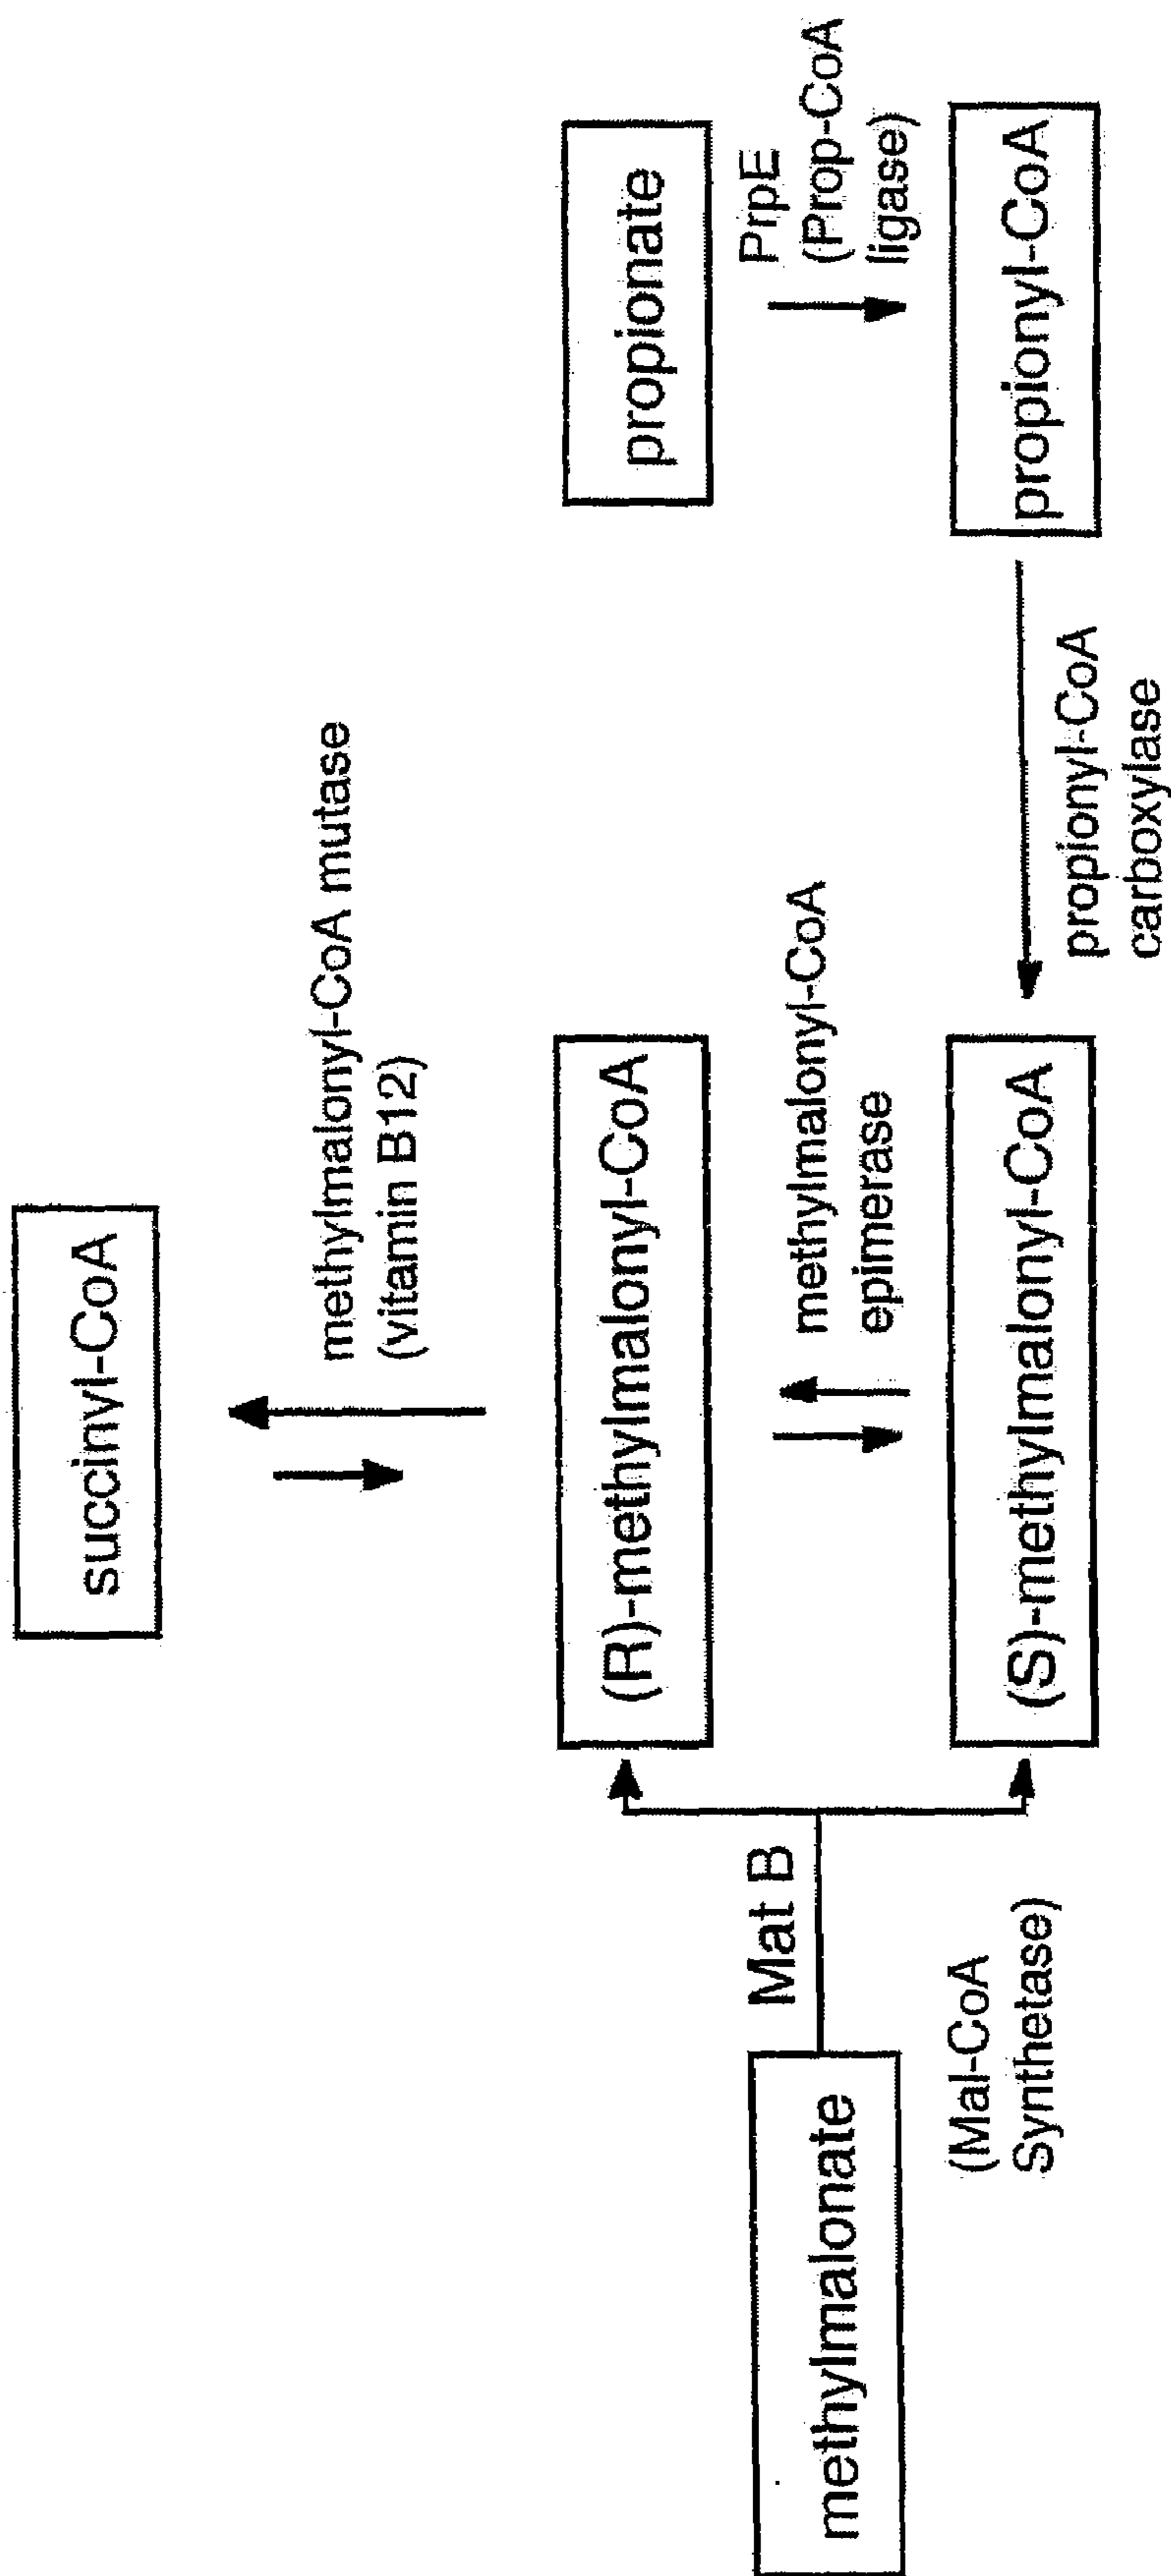 succinyl-CoA
methylmalonyl-CoA mutase
(vitamin B12)
(R)-methylmalonyl-CoA
propionate
methylmalonate
Mat B
(Mal-CoA
Synthetase)
methylmalonyl-CoA
epimerase
PrpE
(Prop-CoA
ligase)
(S)-methylmalonyl-CoA
propionyl-CoA
carboxylase
propionyl-CoA